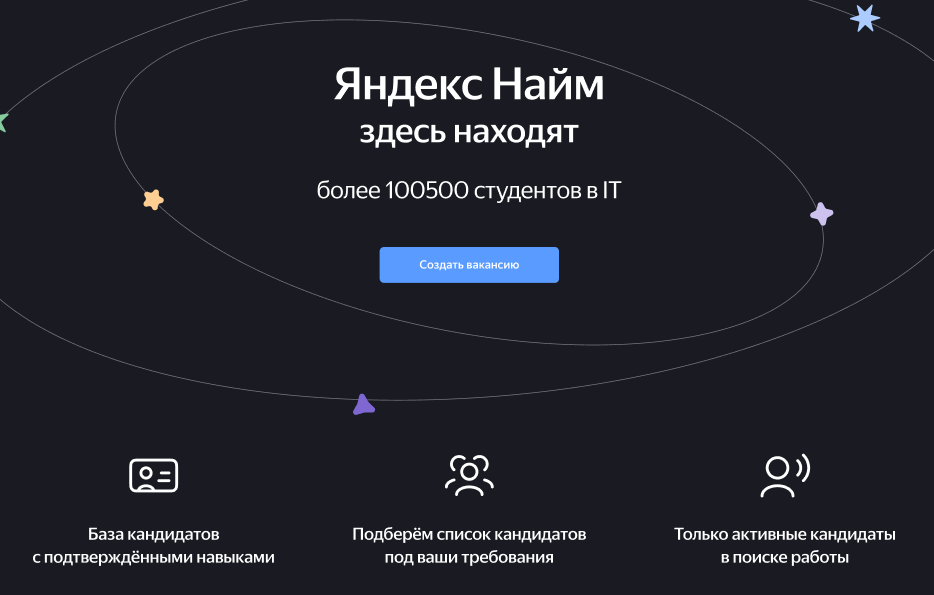 Яндекс Найм
здесь находят
более 100500 студентов в IT
Создать вакансию
База кандидатов
с подтверждёнными навыками
Подберём список кандидатов
под ваши требования
Только активные кандидаты
в поиске работы